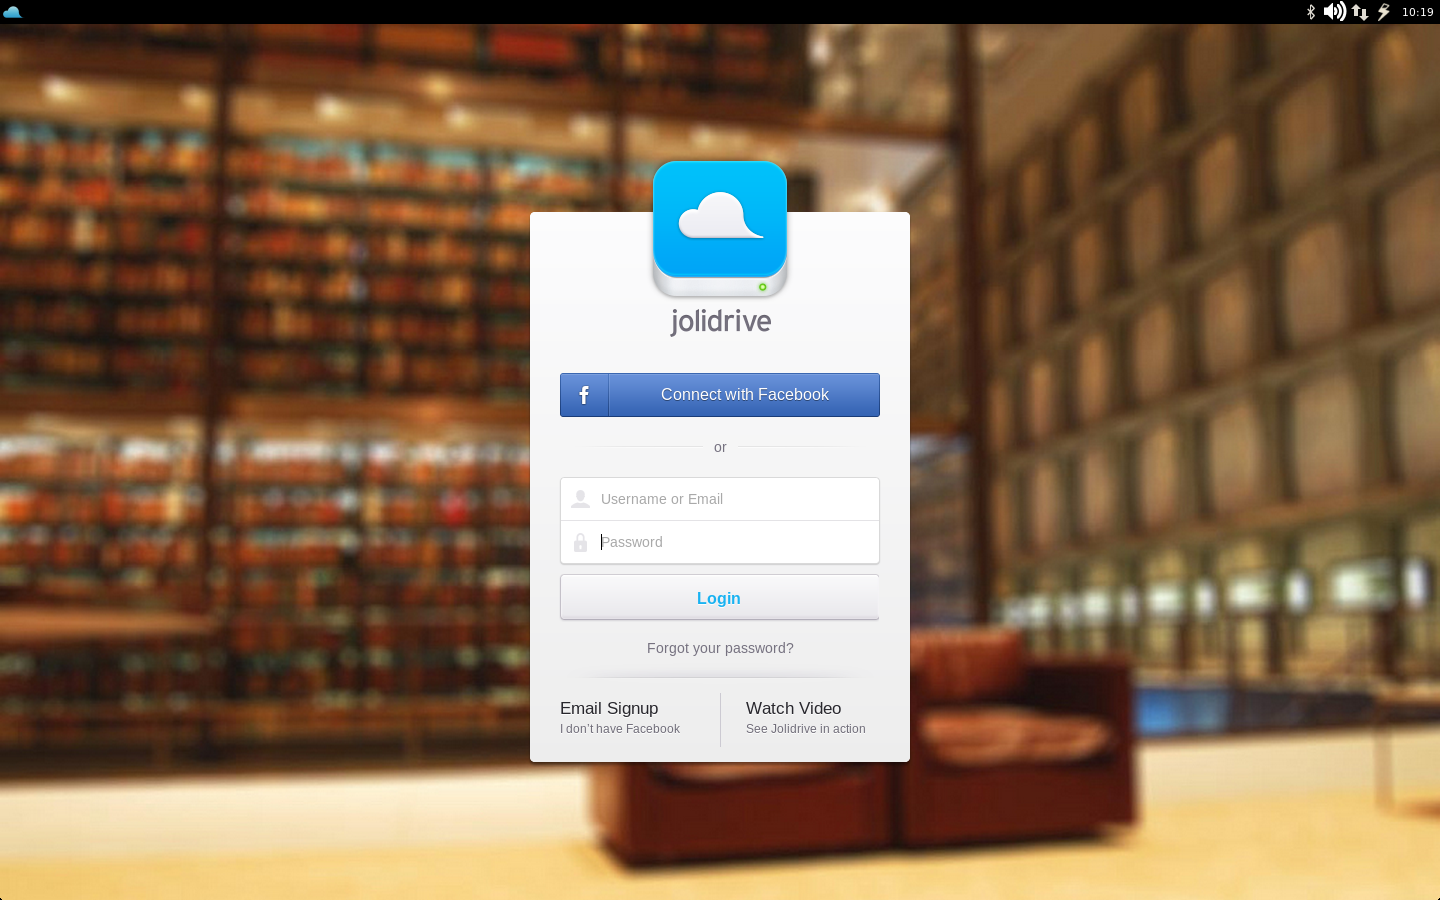 10:19
jolidrive
f
Connect with Facebook
or
Username or Email
Password
Login
Forgot your password?
Email Signup
I don't have Facebook
Watch Video
See Jolidrive in action